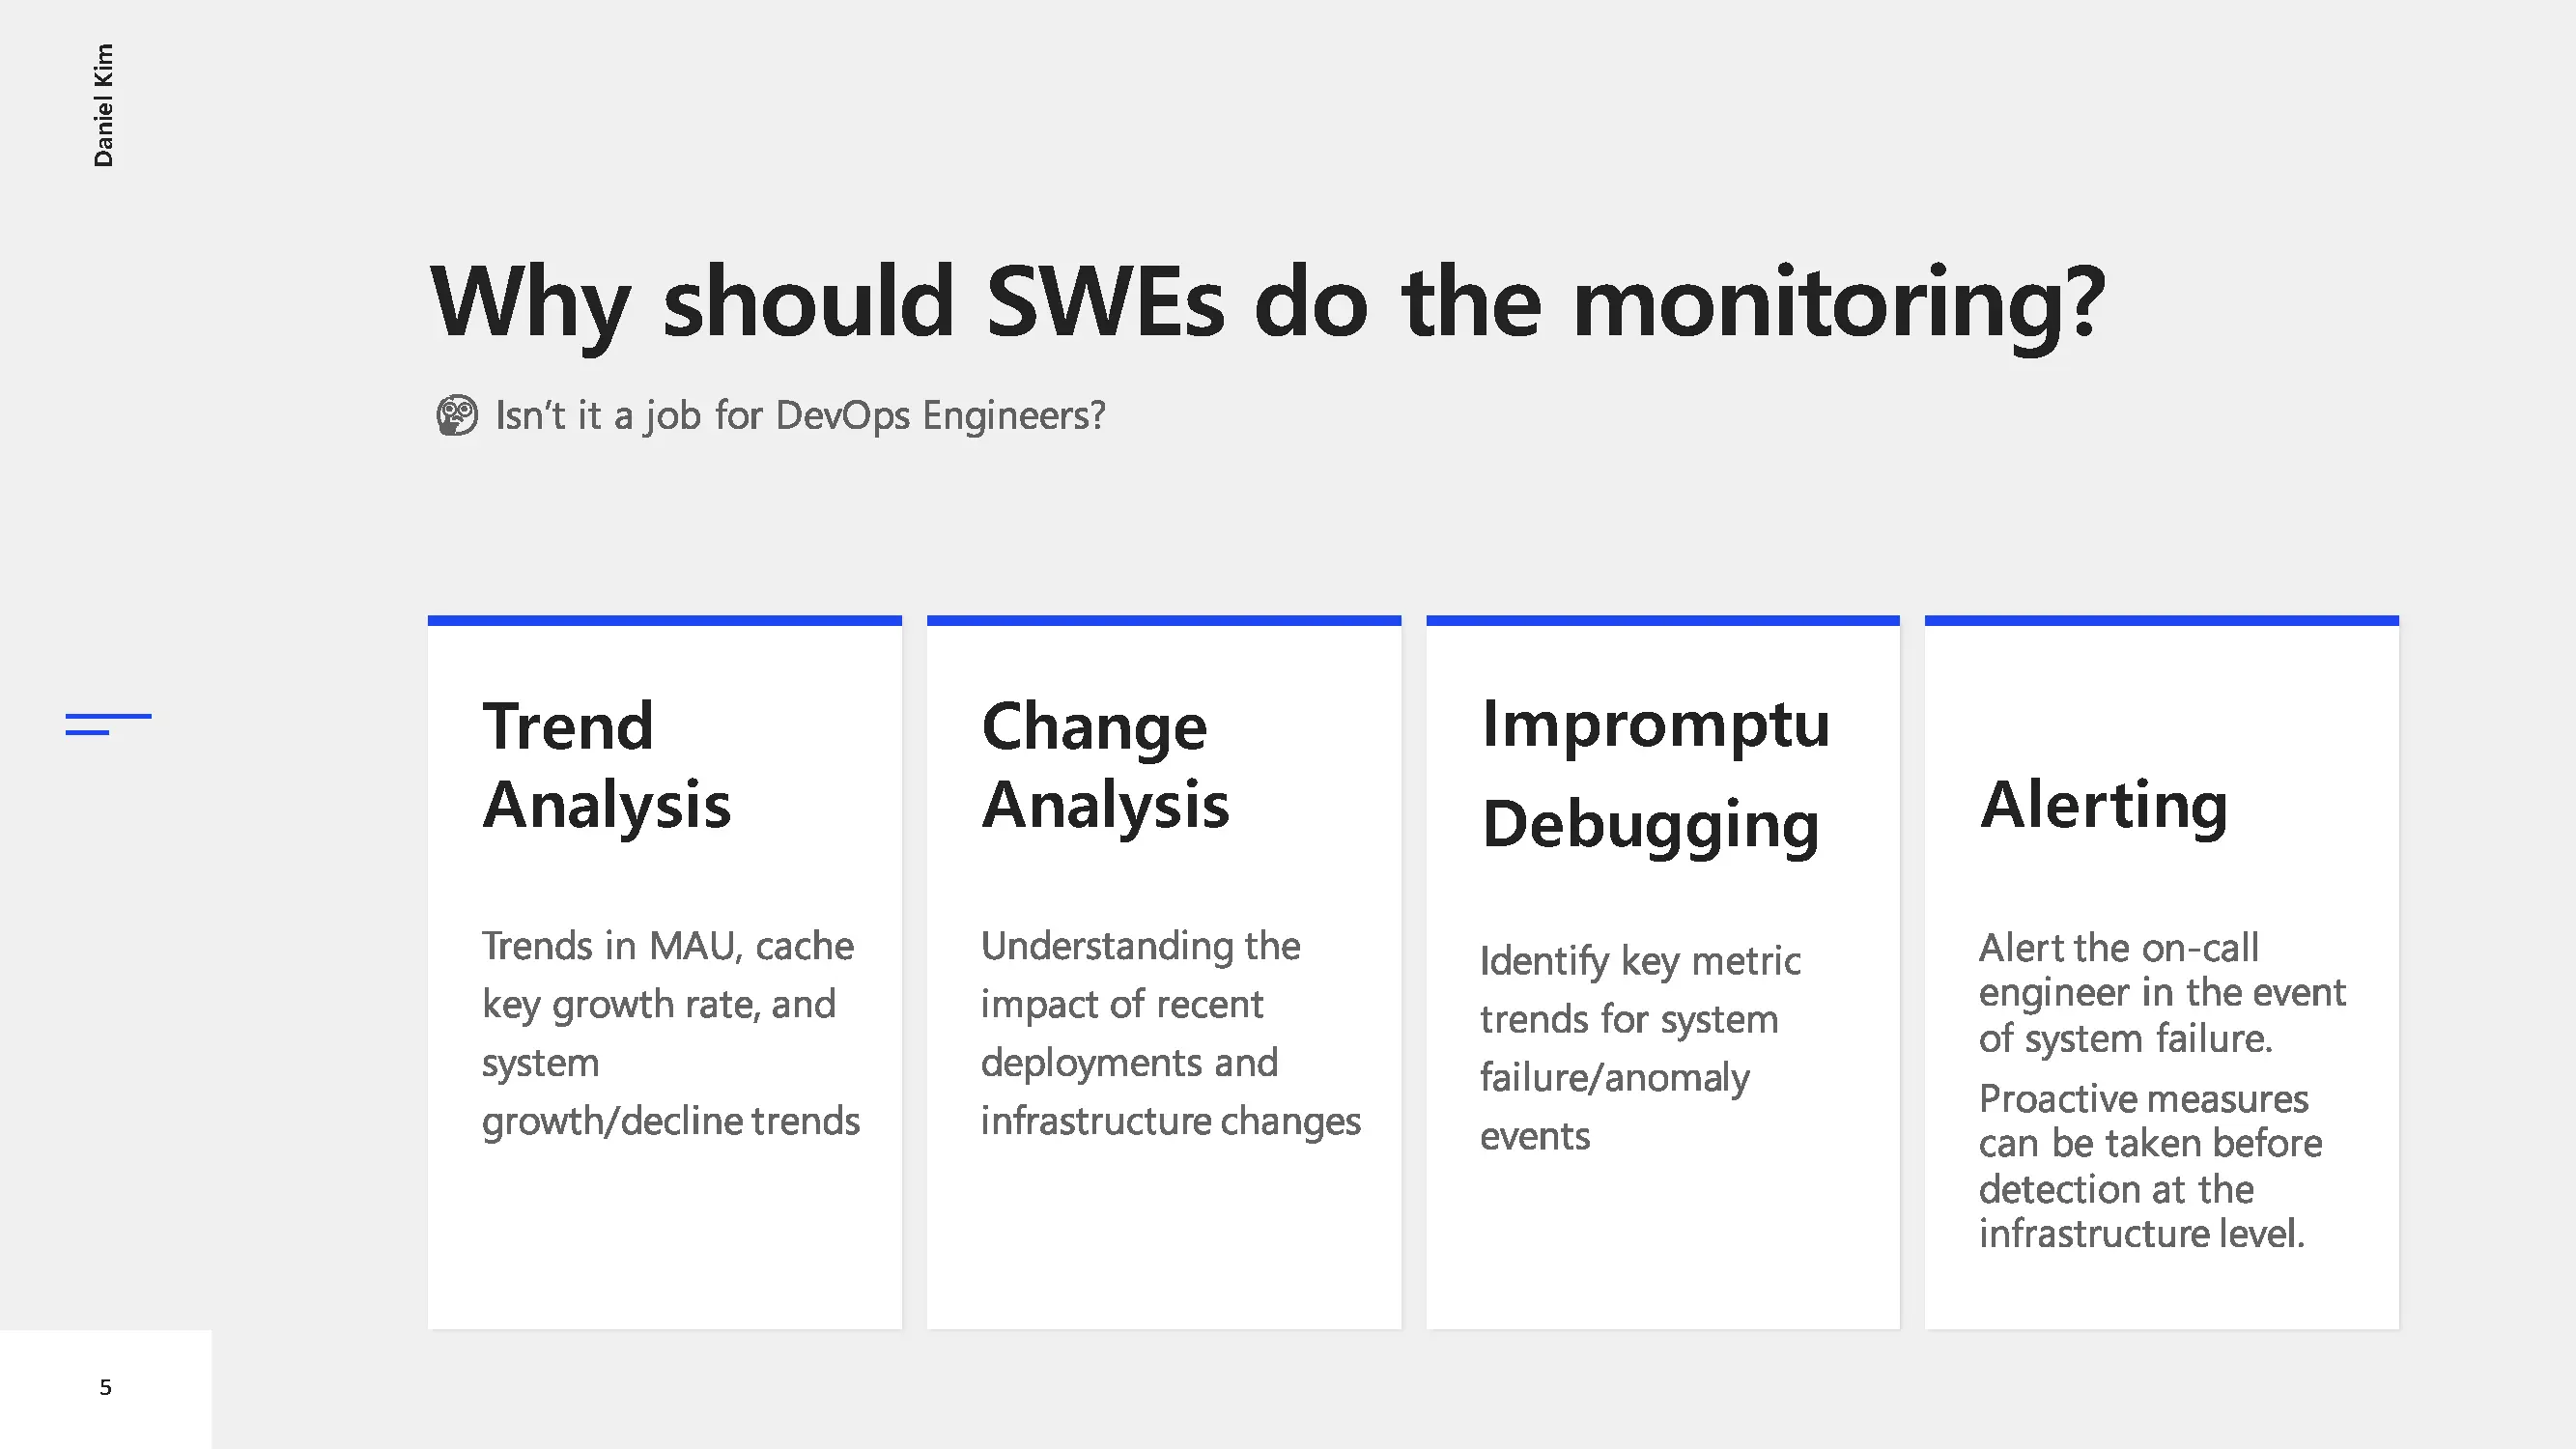 Daniel Kim
Why should SWEs do the monitoring?
🤔 Isn’t it a job for DevOps Engineers?
Trend
Analysis
Trends in MAU, cache
key growth rate, and
system
growth/decline trends
Change
Analysis
Understanding the
impact of recent
deployments and
infrastructure changes
Impromptu
Debugging
Identify key metric
trends for system
failure/anomaly
events
Alerting
Alert the on-call
engineer in the event
of system failure.
Proactive measures
can be taken before
detection at the
infrastructure level.
5